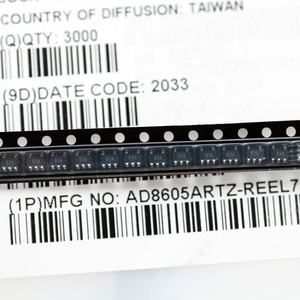 COUNTRY OF DIFFUSION: TAIWAN
(Q)QTY: 3000
(9D)DATE CODE: 2033
(1P)MFG NO: AD8605ARTZ-REEL7